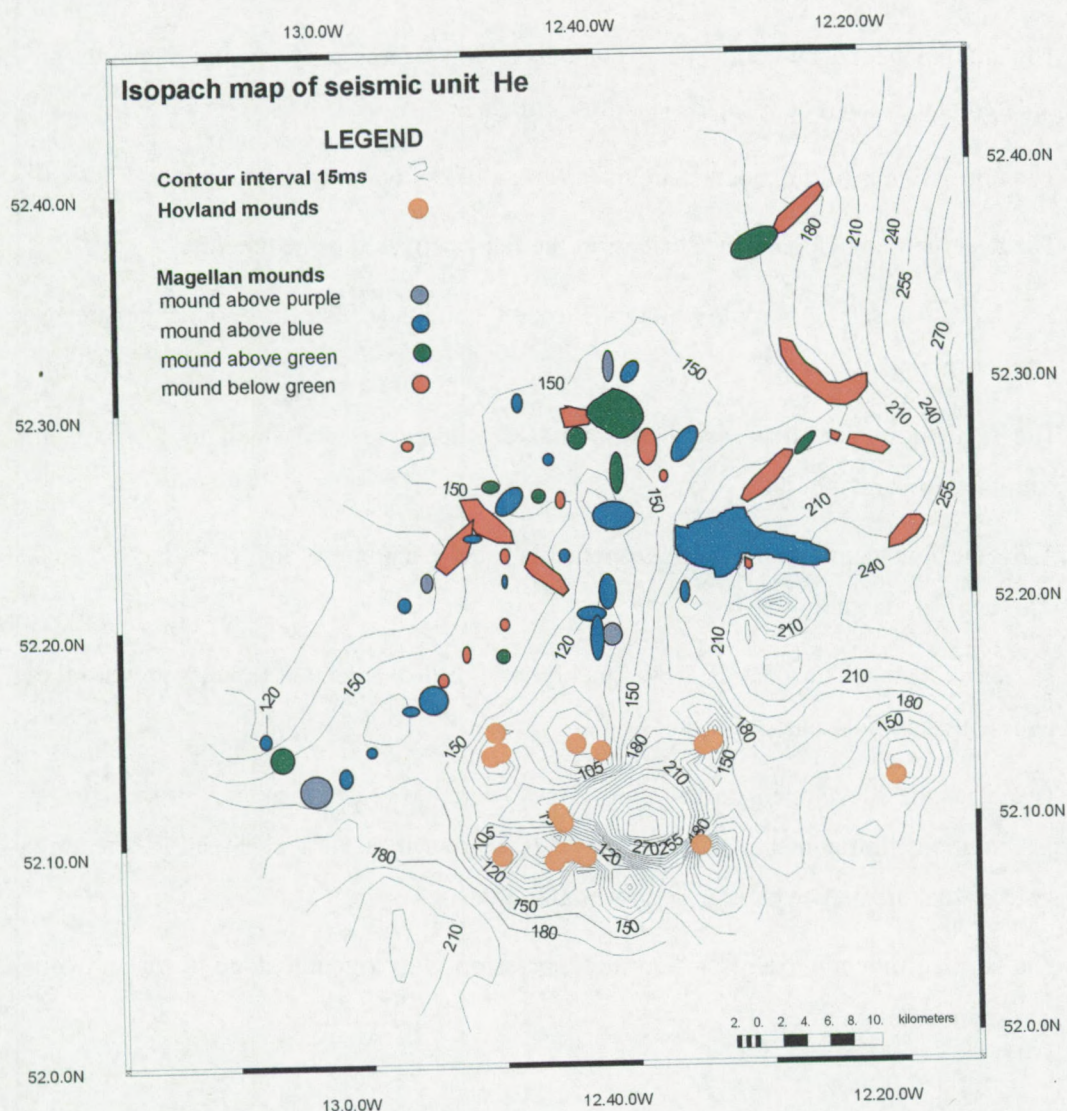 13.0.0W 12.40.0W 12.20.0W
Isopach map of seismic unit He
LEGEND
Contour interval 15ms
Hovland mounds
Magellan mounds
mound above purple
mound above blue
mound above green
mound below green
52.40.0N
52.30.0N
52.20.0N
52.10.0N
52.0.0N
52.40.0N
52.30.0N
52.20.0N
52.10.0N
52.0.0N
180
210
240
255
270
150
150
210
240
150
150
255
210
240
210
120
150
120
150
210
180
150
150
180
180
150
105
210
105
120
120
270
255
180
180
150
150
180
210
2. 0. 2. 4. 6. 8. 10. kilometers
13.0.0W 12.40.0W 12.20.0W